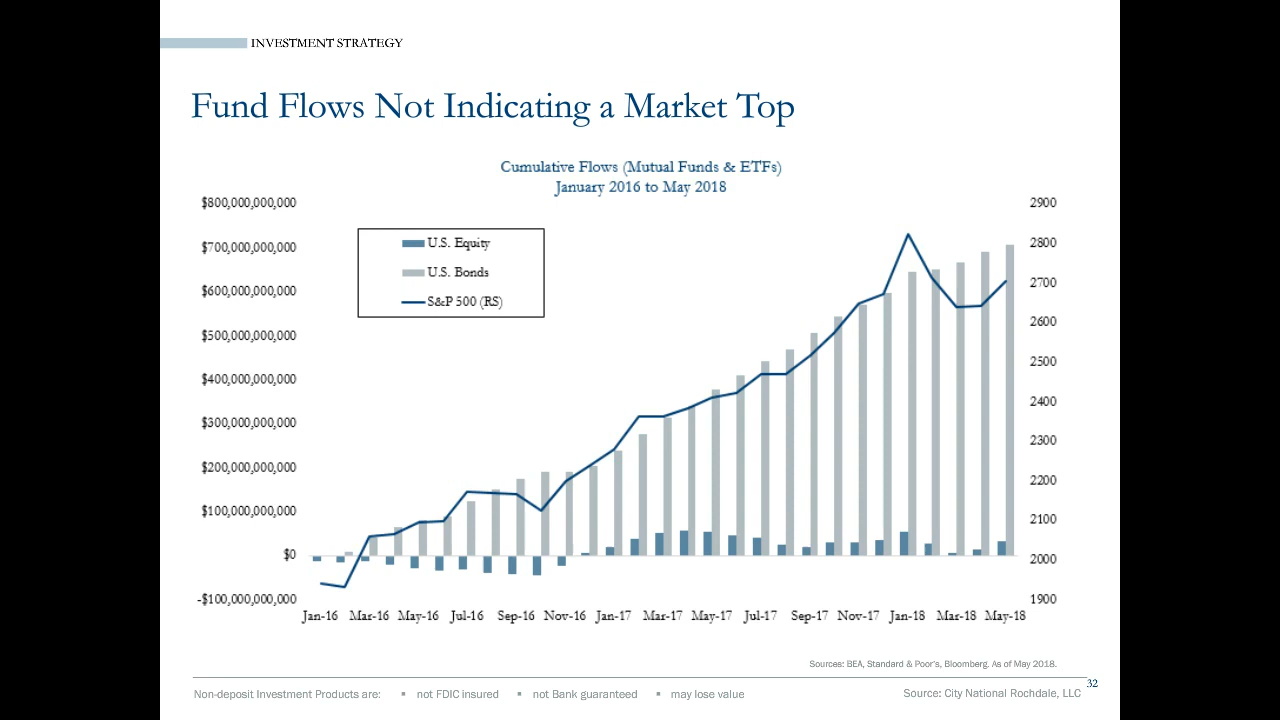 INVESTMENT STRATEGY
Fund Flows Not Indicating a Market Top
Cumulative Flows (Mutual Funds & ETFs)
January 2016 to May 2018
$800,000,000,000
$700,000,000,000
$600,000,000,000
$500,000,000,000
$400,000,000,000
$300,000,000,000
$200,000,000,000
$100,000,000,000
$0
-$100,000,000,000
U.S. Equity
U.S. Bonds
S&P 500 (RS)
2900
2800
2700
2600
2500
2400
2300
2200
2100
2000
1900
Jan-16 Mar-16 May-16 Jul-16 Sep-16 Nov-16 Jan-17 Mar-17 May-17 Jul-17 Sep-17 Nov-17 Jan-18 Mar-18 May-18
Sources: BEA, Standard & Poor's, Bloomberg. As of May 2018.
Non-deposit Investment Products are: ▪ not FDIC insured ▪ not Bank guaranteed ▪ may lose value
Source: City National Rochdale, LLC
32